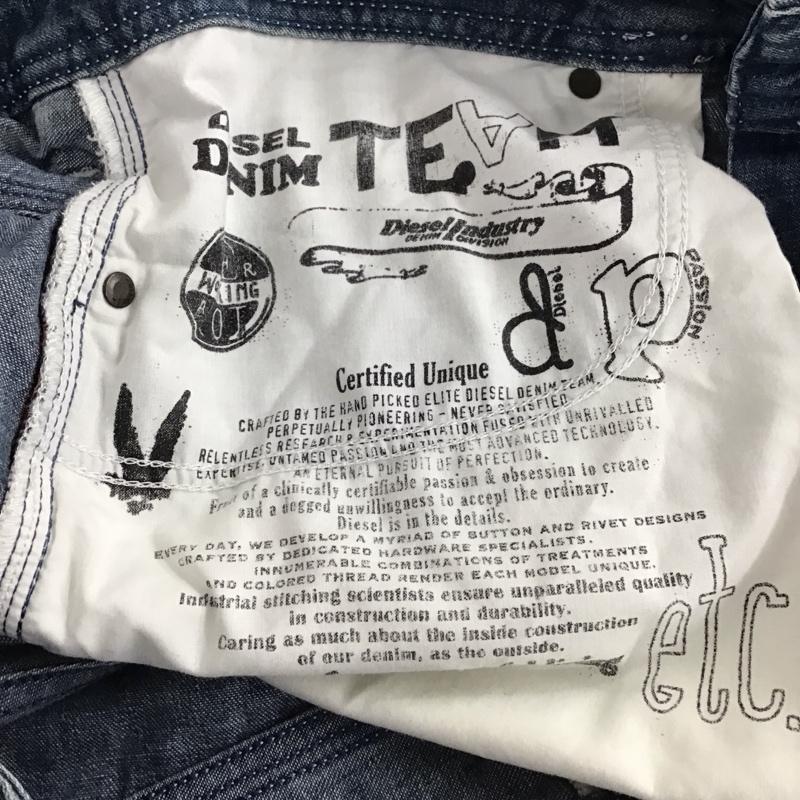 DIESEL
DENIM TEAM
Diesel Industry
DENIM DIVISION
d Diesel
p PASSION
Certified Unique
CRAFTED BY THE HAND PICKED ELITE DIESEL DENIM TEAM,
PERPETUALLY PIONEERING - NEVER SATISFIED.
RELENTLESS RESEARCH & EXPERIMENTATION FUSED WITH UNRIVALLED
EXPERTISE, UNTAMED PASSION AND THE MOST ADVANCED TECHNOLOGY.
AN ETERNAL PURSUIT OF PERFECTION.
Fruit of a clinically certifiable passion & obsession to create
and a dogged unwillingness to accept the ordinary.
Diesel is in the details.
EVERY DAY, WE DEVELOP A MYRIAD OF BUTTON AND RIVET DESIGNS
CRAFTED BY DEDICATED HARDWARE SPECIALISTS.
INNUMERABLE COMBINATIONS OF TREATMENTS
AND COLORED THREAD RENDER EACH MODEL UNIQUE.
Industrial stitching scientists ensure unparalleled quality
in construction and durability.
Caring as much about the inside construction
of our denim, as the outside.
etc.